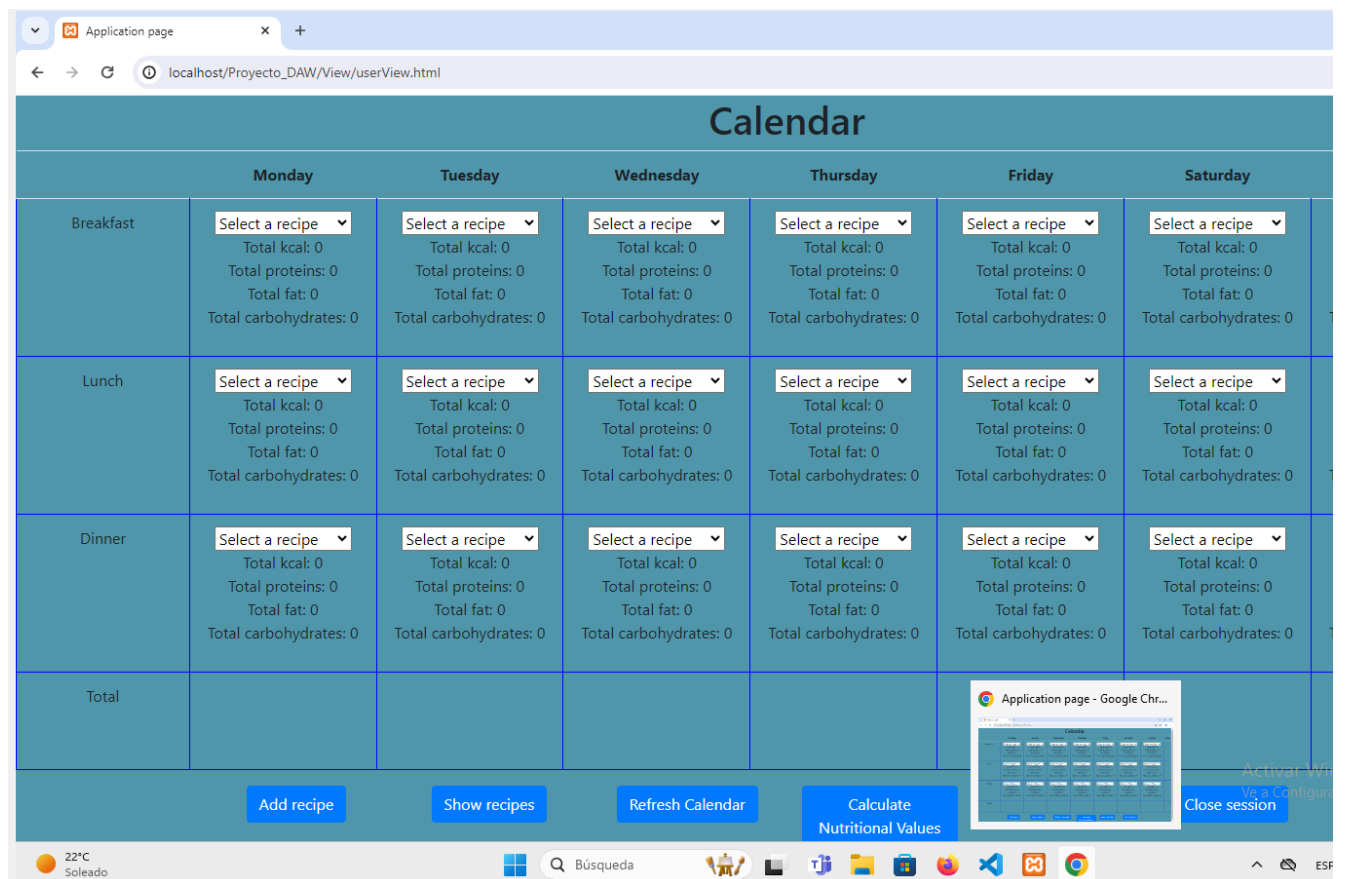 Application page
localhost/Proyecto_DAW/View/userView.html
Calendar
Monday Tuesday Wednesday Thursday Friday Saturday
Breakfast Select a recipe Select a recipe Select a recipe Select a recipe Select a recipe Select a recipe
Total kcal: 0 Total kcal: 0 Total kcal: 0 Total kcal: 0 Total kcal: 0 Total kcal: 0
Total proteins: 0 Total proteins: 0 Total proteins: 0 Total proteins: 0 Total proteins: 0 Total proteins: 0
Total fat: 0 Total fat: 0 Total fat: 0 Total fat: 0 Total fat: 0 Total fat: 0
Total carbohydrates: 0 Total carbohydrates: 0 Total carbohydrates: 0 Total carbohydrates: 0 Total carbohydrates: 0 Total carbohydrates: 0
Lunch Select a recipe Select a recipe Select a recipe Select a recipe Select a recipe Select a recipe
Total kcal: 0 Total kcal: 0 Total kcal: 0 Total kcal: 0 Total kcal: 0 Total kcal: 0
Total proteins: 0 Total proteins: 0 Total proteins: 0 Total proteins: 0 Total proteins: 0 Total proteins: 0
Total fat: 0 Total fat: 0 Total fat: 0 Total fat: 0 Total fat: 0 Total fat: 0
Total carbohydrates: 0 Total carbohydrates: 0 Total carbohydrates: 0 Total carbohydrates: 0 Total carbohydrates: 0 Total carbohydrates: 0
Dinner Select a recipe Select a recipe Select a recipe Select a recipe Select a recipe Select a recipe
Total kcal: 0 Total kcal: 0 Total kcal: 0 Total kcal: 0 Total kcal: 0 Total kcal: 0
Total proteins: 0 Total proteins: 0 Total proteins: 0 Total proteins: 0 Total proteins: 0 Total proteins: 0
Total fat: 0 Total fat: 0 Total fat: 0 Total fat: 0 Total fat: 0 Total fat: 0
Total carbohydrates: 0 Total carbohydrates: 0 Total carbohydrates: 0 Total carbohydrates: 0 Total carbohydrates: 0 Total carbohydrates: 0
Total
Application page - Google Chr...
Calendar
Activar Wi
Ve a Configura
Add recipe Show recipes Refresh Calendar Calculate Nutritional Values Close session
22°C
Soleado
Búsqueda
ESP